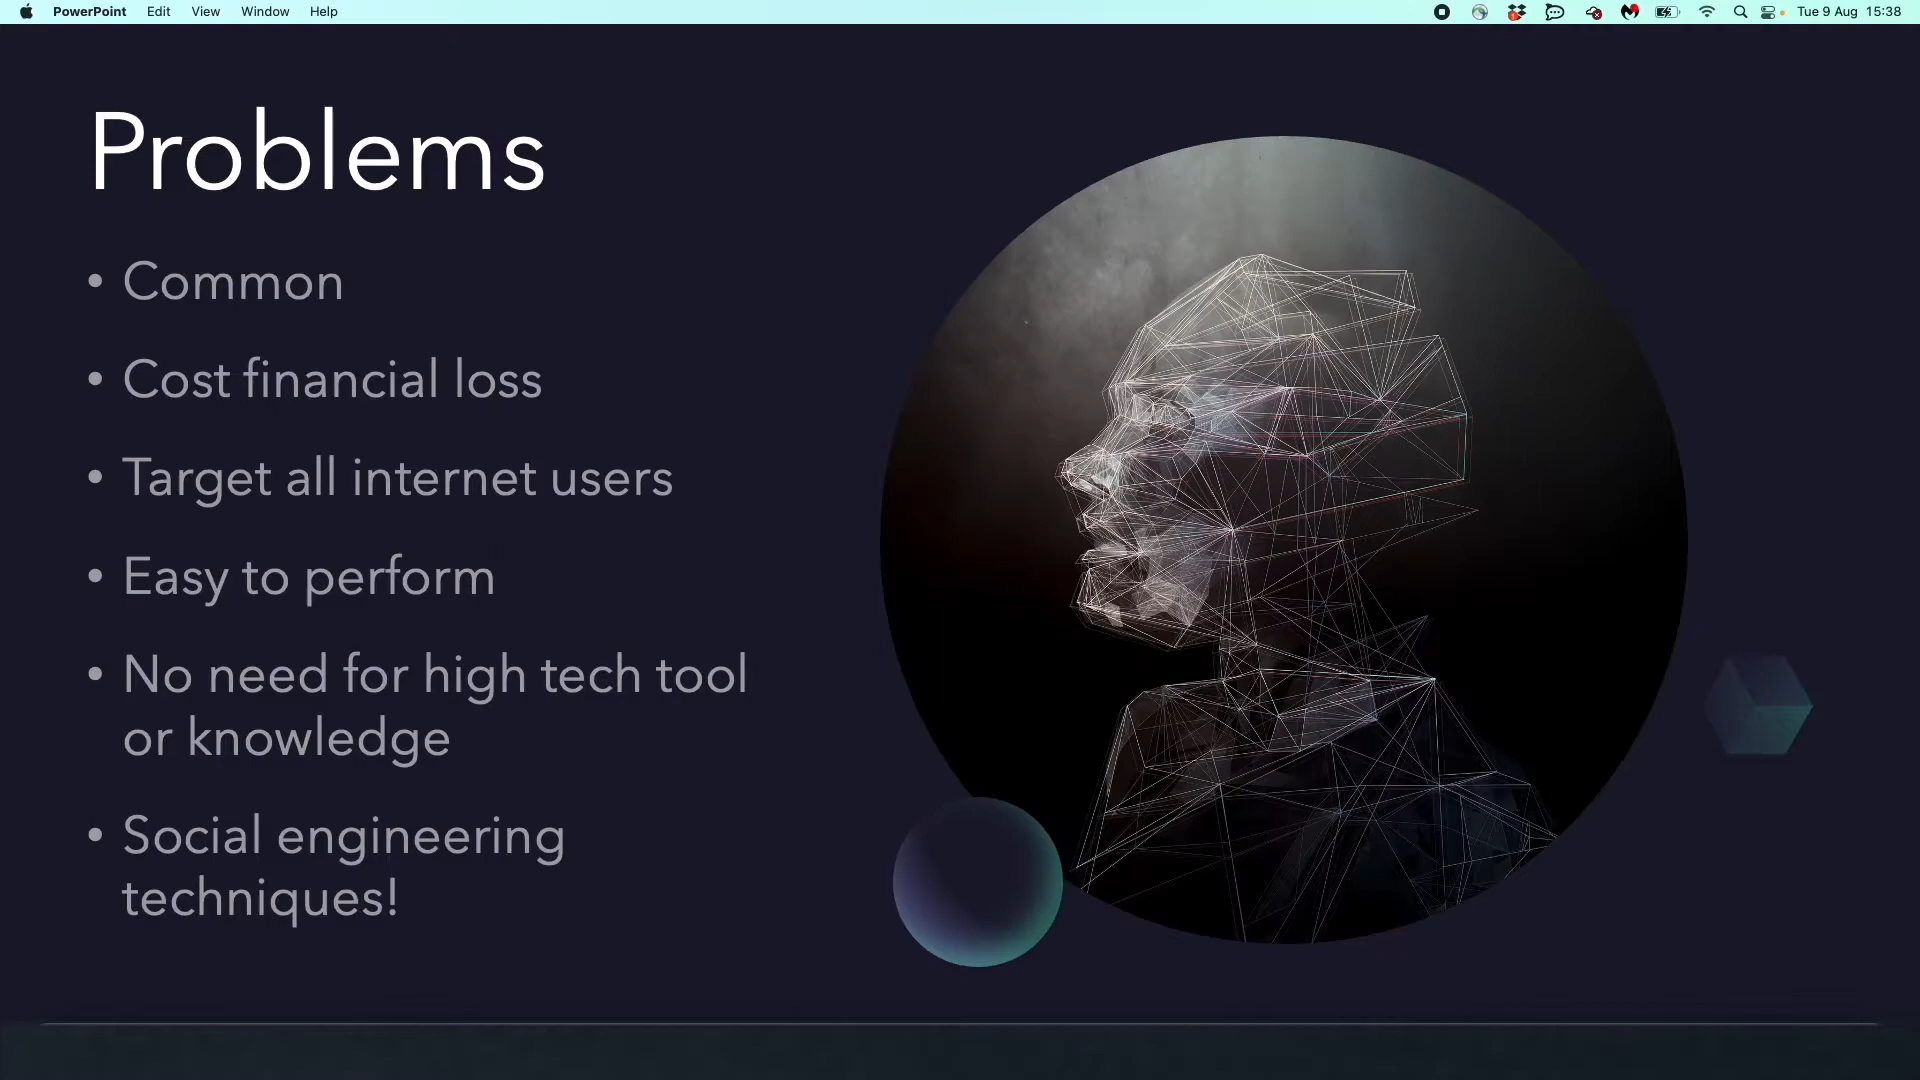 PowerPoint Edit View Window Help Tue 9 Aug 15:38
Problems
• Common
• Cost financial loss
• Target all internet users
• Easy to perform
• No need for high tech tool
or knowledge
• Social engineering
techniques!